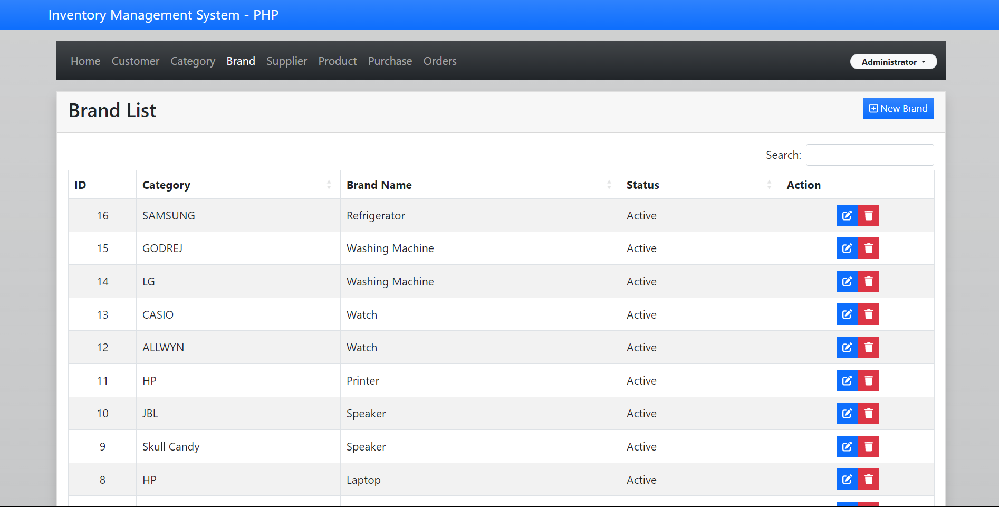 Inventory Management System - PHP
Home Customer Category Brand Supplier Product Purchase Orders Administrator
Brand List New Brand
Search:
ID Category Brand Name Status Action
16 SAMSUNG Refrigerator Active
15 GODREJ Washing Machine Active
14 LG Washing Machine Active
13 CASIO Watch Active
12 ALLWYN Watch Active
11 HP Printer Active
10 JBL Speaker Active
9 Skull Candy Speaker Active
8 HP Laptop Active